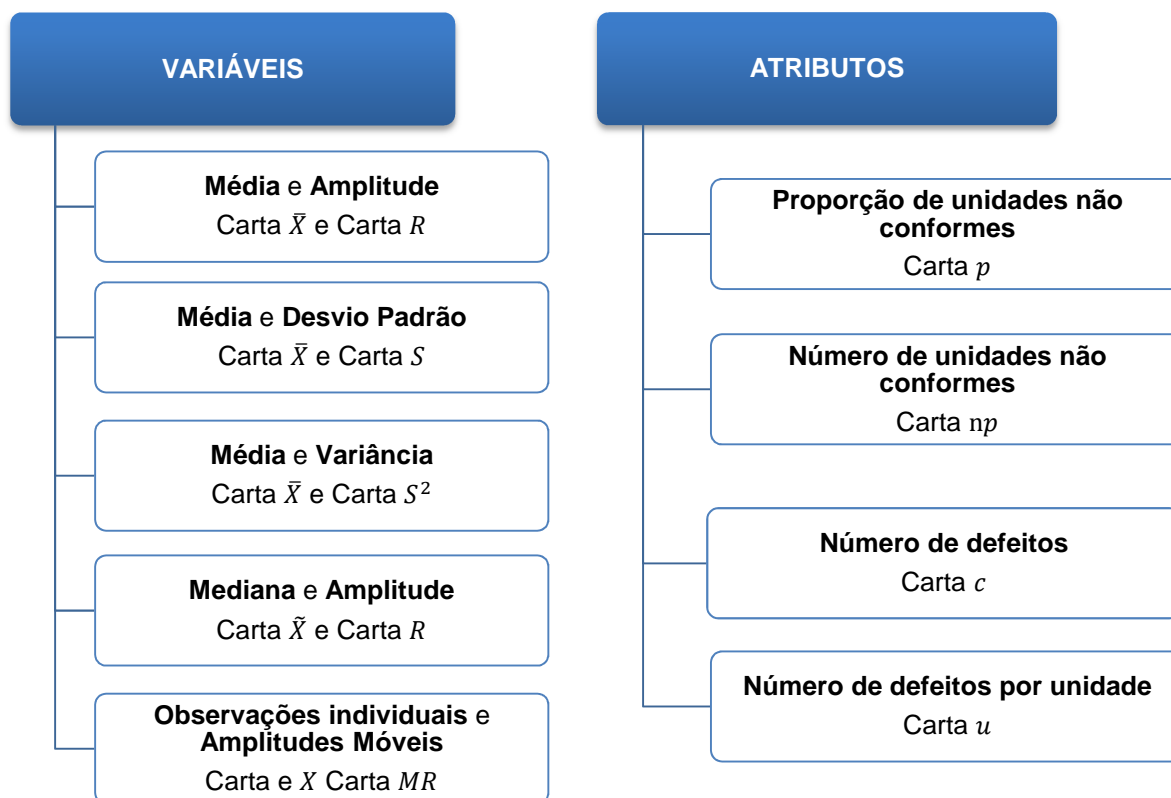 VARIÁVEIS
Média e Amplitude
Carta X̄ e Carta R
Média e Desvio Padrão
Carta X̄ e Carta S
Média e Variância
Carta X̄ e Carta S²
Mediana e Amplitude
Carta X̃ e Carta R
Observações individuais e
Amplitudes Móveis
Carta e X Carta MR
ATRIBUTOS
Proporção de unidades não
conformes
Carta p
Número de unidades não
conformes
Carta np
Número de defeitos
Carta c
Número de defeitos por unidade
Carta u